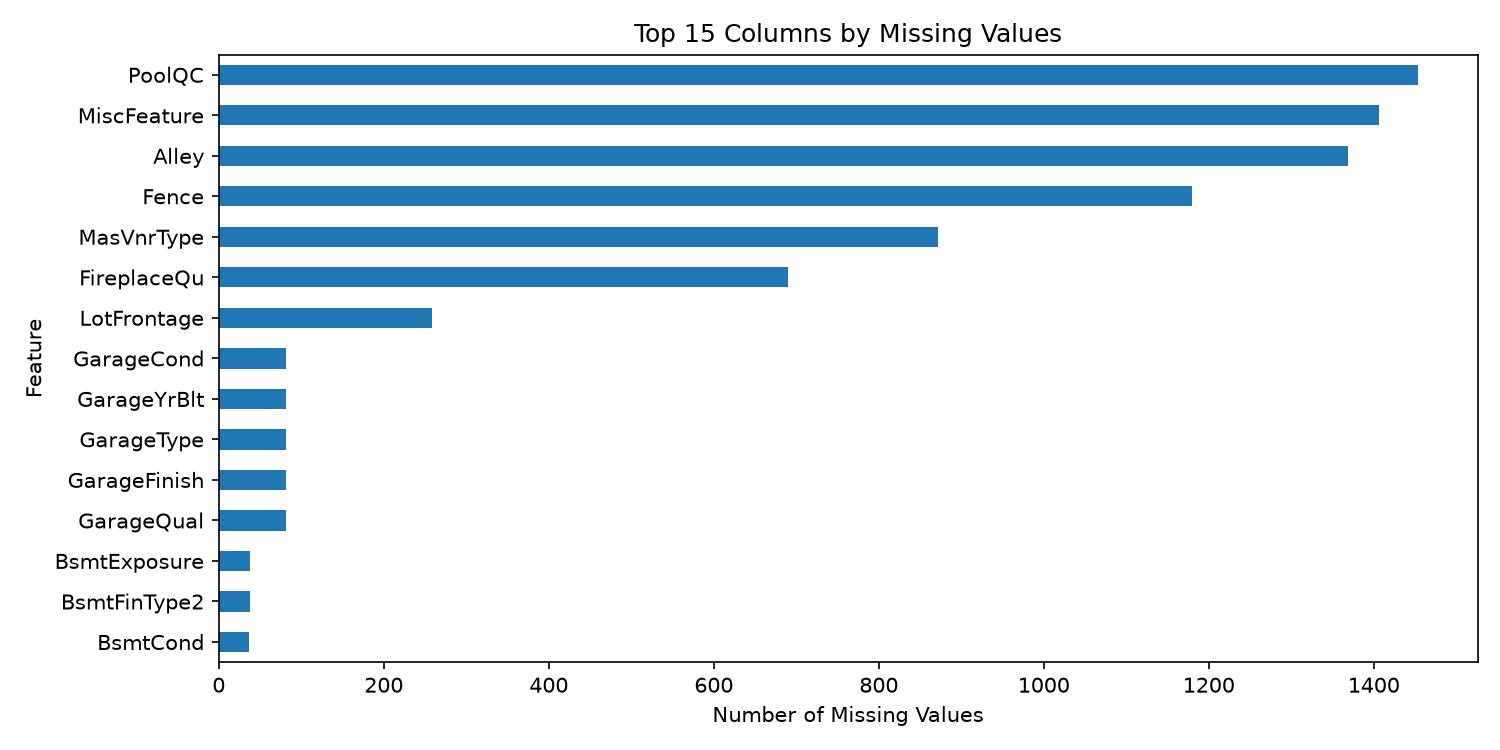 Top 15 Columns by Missing Values
PoolQC
MiscFeature
Alley
Fence
MasVnrType
FireplaceQu
LotFrontage
GarageCond
GarageYrBlt
GarageType
GarageFinish
GarageQual
BsmtExposure
BsmtFinType2
BsmtCond
Feature
0 200 400 600 800 1000 1200 1400
Number of Missing Values